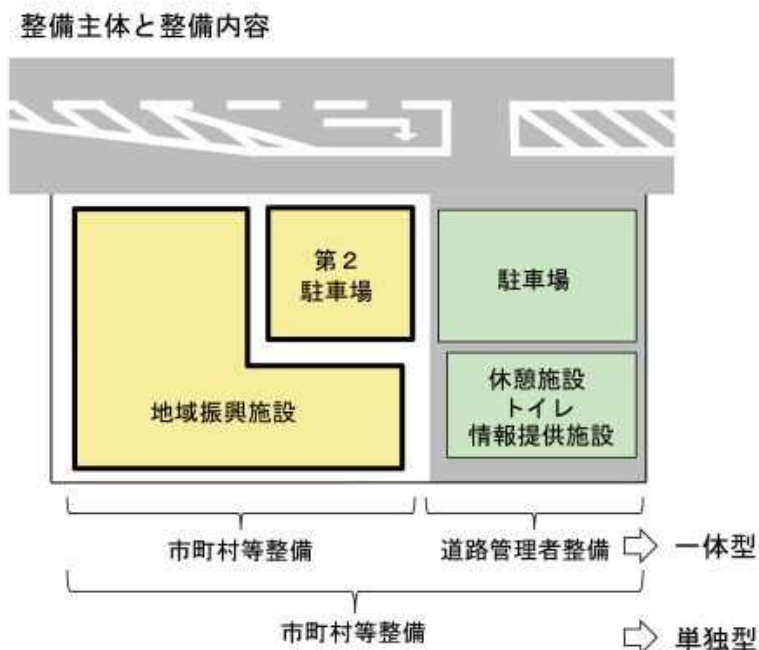 整備主体と整備内容
第２
駐車場
駐車場
地域振興施設
休憩施設
トイレ
情報提供施設
市町村等整備
道路管理者整備
一体型
市町村等整備
単独型